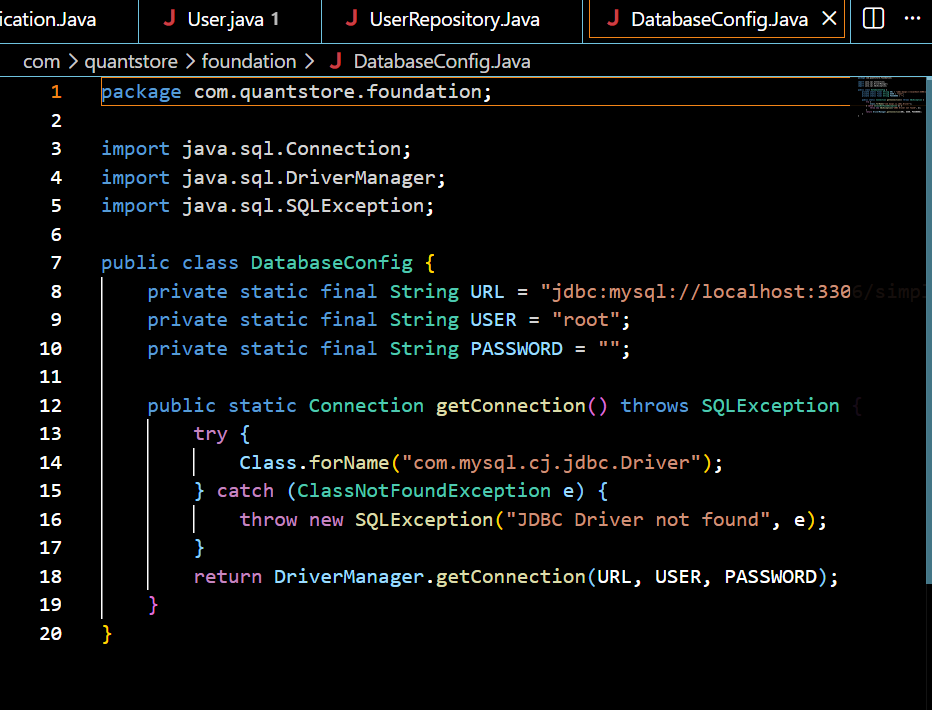 ication.Java User.java 1 UserRepository.Java DatabaseConfig.Java
com > quantstore > foundation > DatabaseConfig.Java
1 package com.quantstore.foundation;
2
3 import java.sql.Connection;
4 import java.sql.DriverManager;
5 import java.sql.SQLException;
6
7 public class DatabaseConfig {
8 private static final String URL = "jdbc:mysql://localhost:3306/simpl
9 private static final String USER = "root";
10 private static final String PASSWORD = "";
11
12 public static Connection getConnection() throws SQLException {
13 try {
14 Class.forName("com.mysql.cj.jdbc.Driver");
15 } catch (ClassNotFoundException e) {
16 throw new SQLException("JDBC Driver not found", e);
17 }
18 return DriverManager.getConnection(URL, USER, PASSWORD);
19 }
20 }